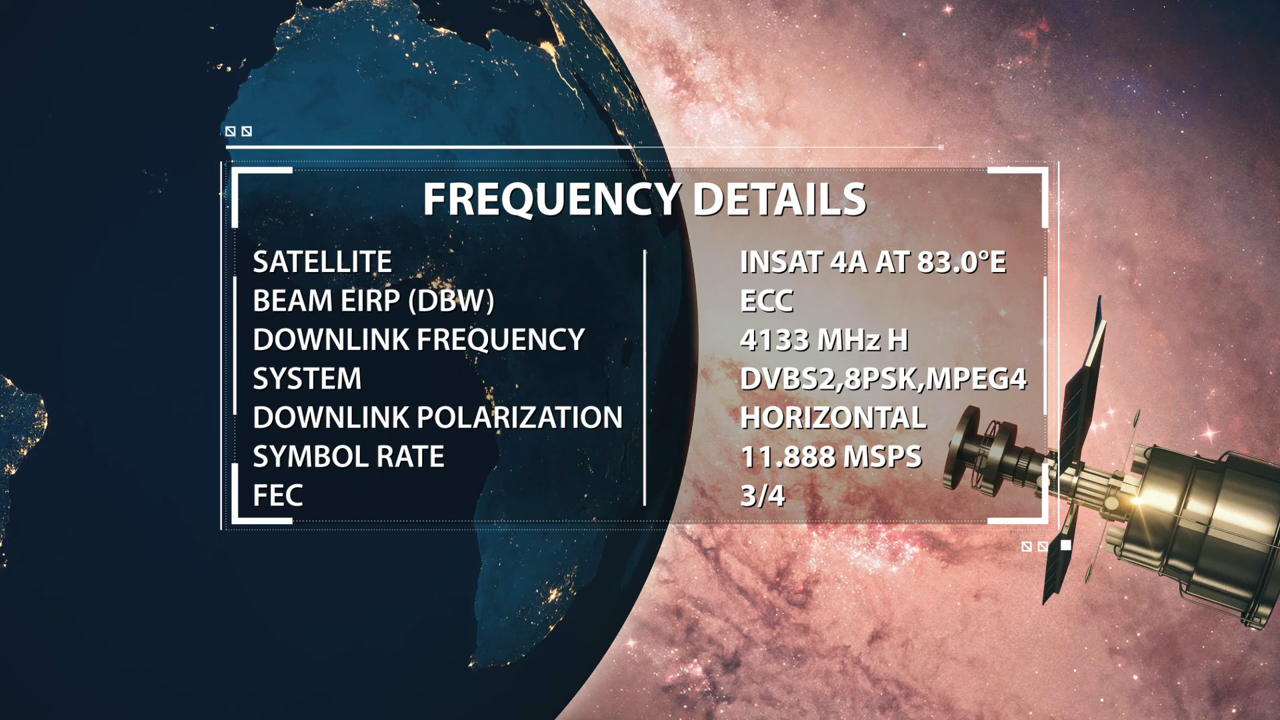 FREQUENCY DETAILS
SATELLITE INSAT 4A AT 83.0°E
BEAM EIRP (DBW) ECC
DOWNLINK FREQUENCY 4133 MHz H
SYSTEM DVBS2,8PSK,MPEG4
DOWNLINK POLARIZATION HORIZONTAL
SYMBOL RATE 11.888 MSPS
FEC 3/4